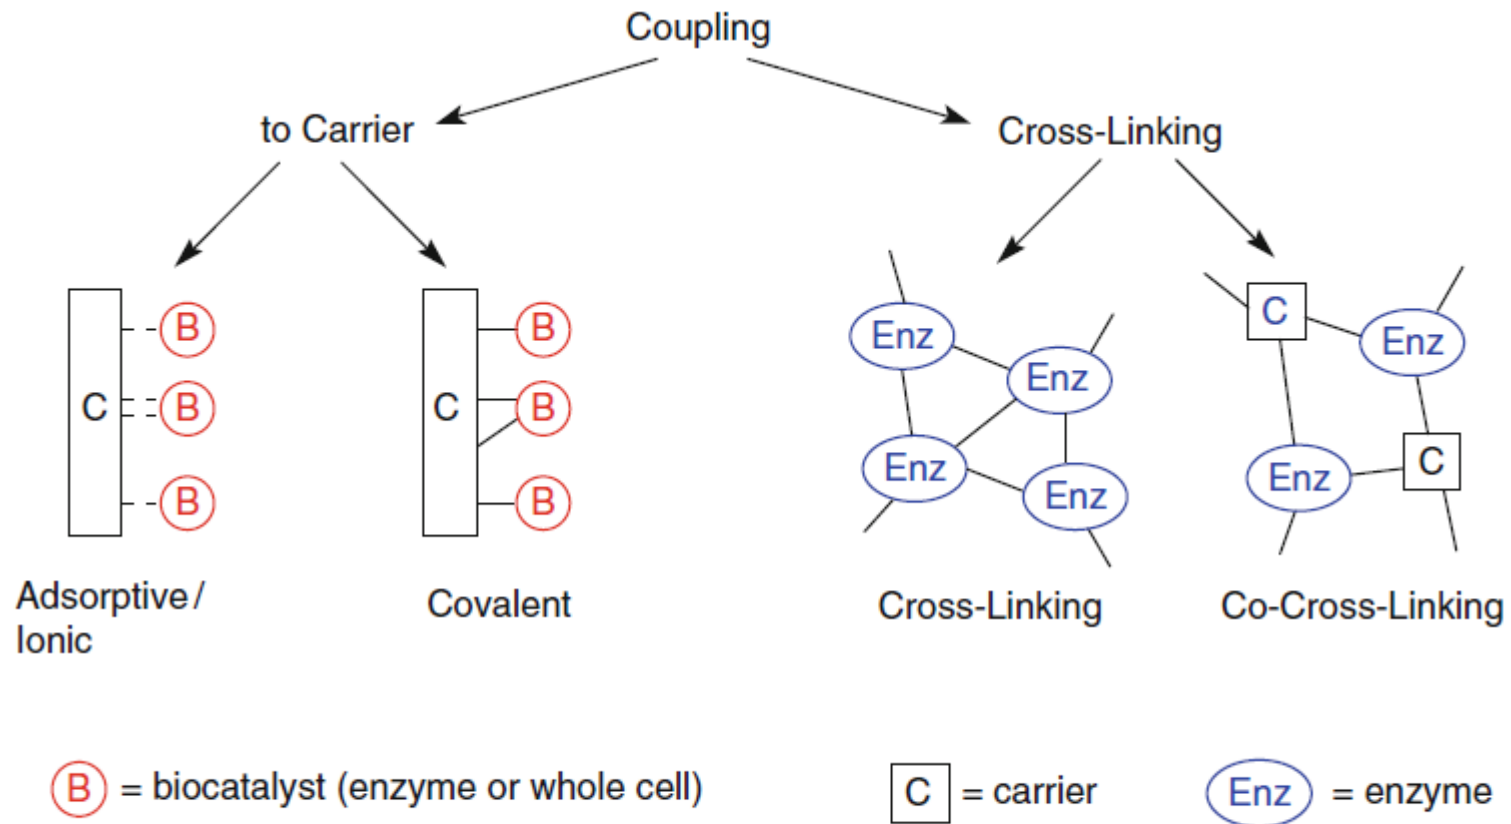 Coupling
to Carrier
Cross-Linking
C
B
B
B
C
B
B
B
Enz
Enz
Enz
Enz
C
Enz
Enz
C
Adsorptive/
Ionic
Covalent
Cross-Linking
Co-Cross-Linking
B = biocatalyst (enzyme or whole cell)
C = carrier
Enz = enzyme